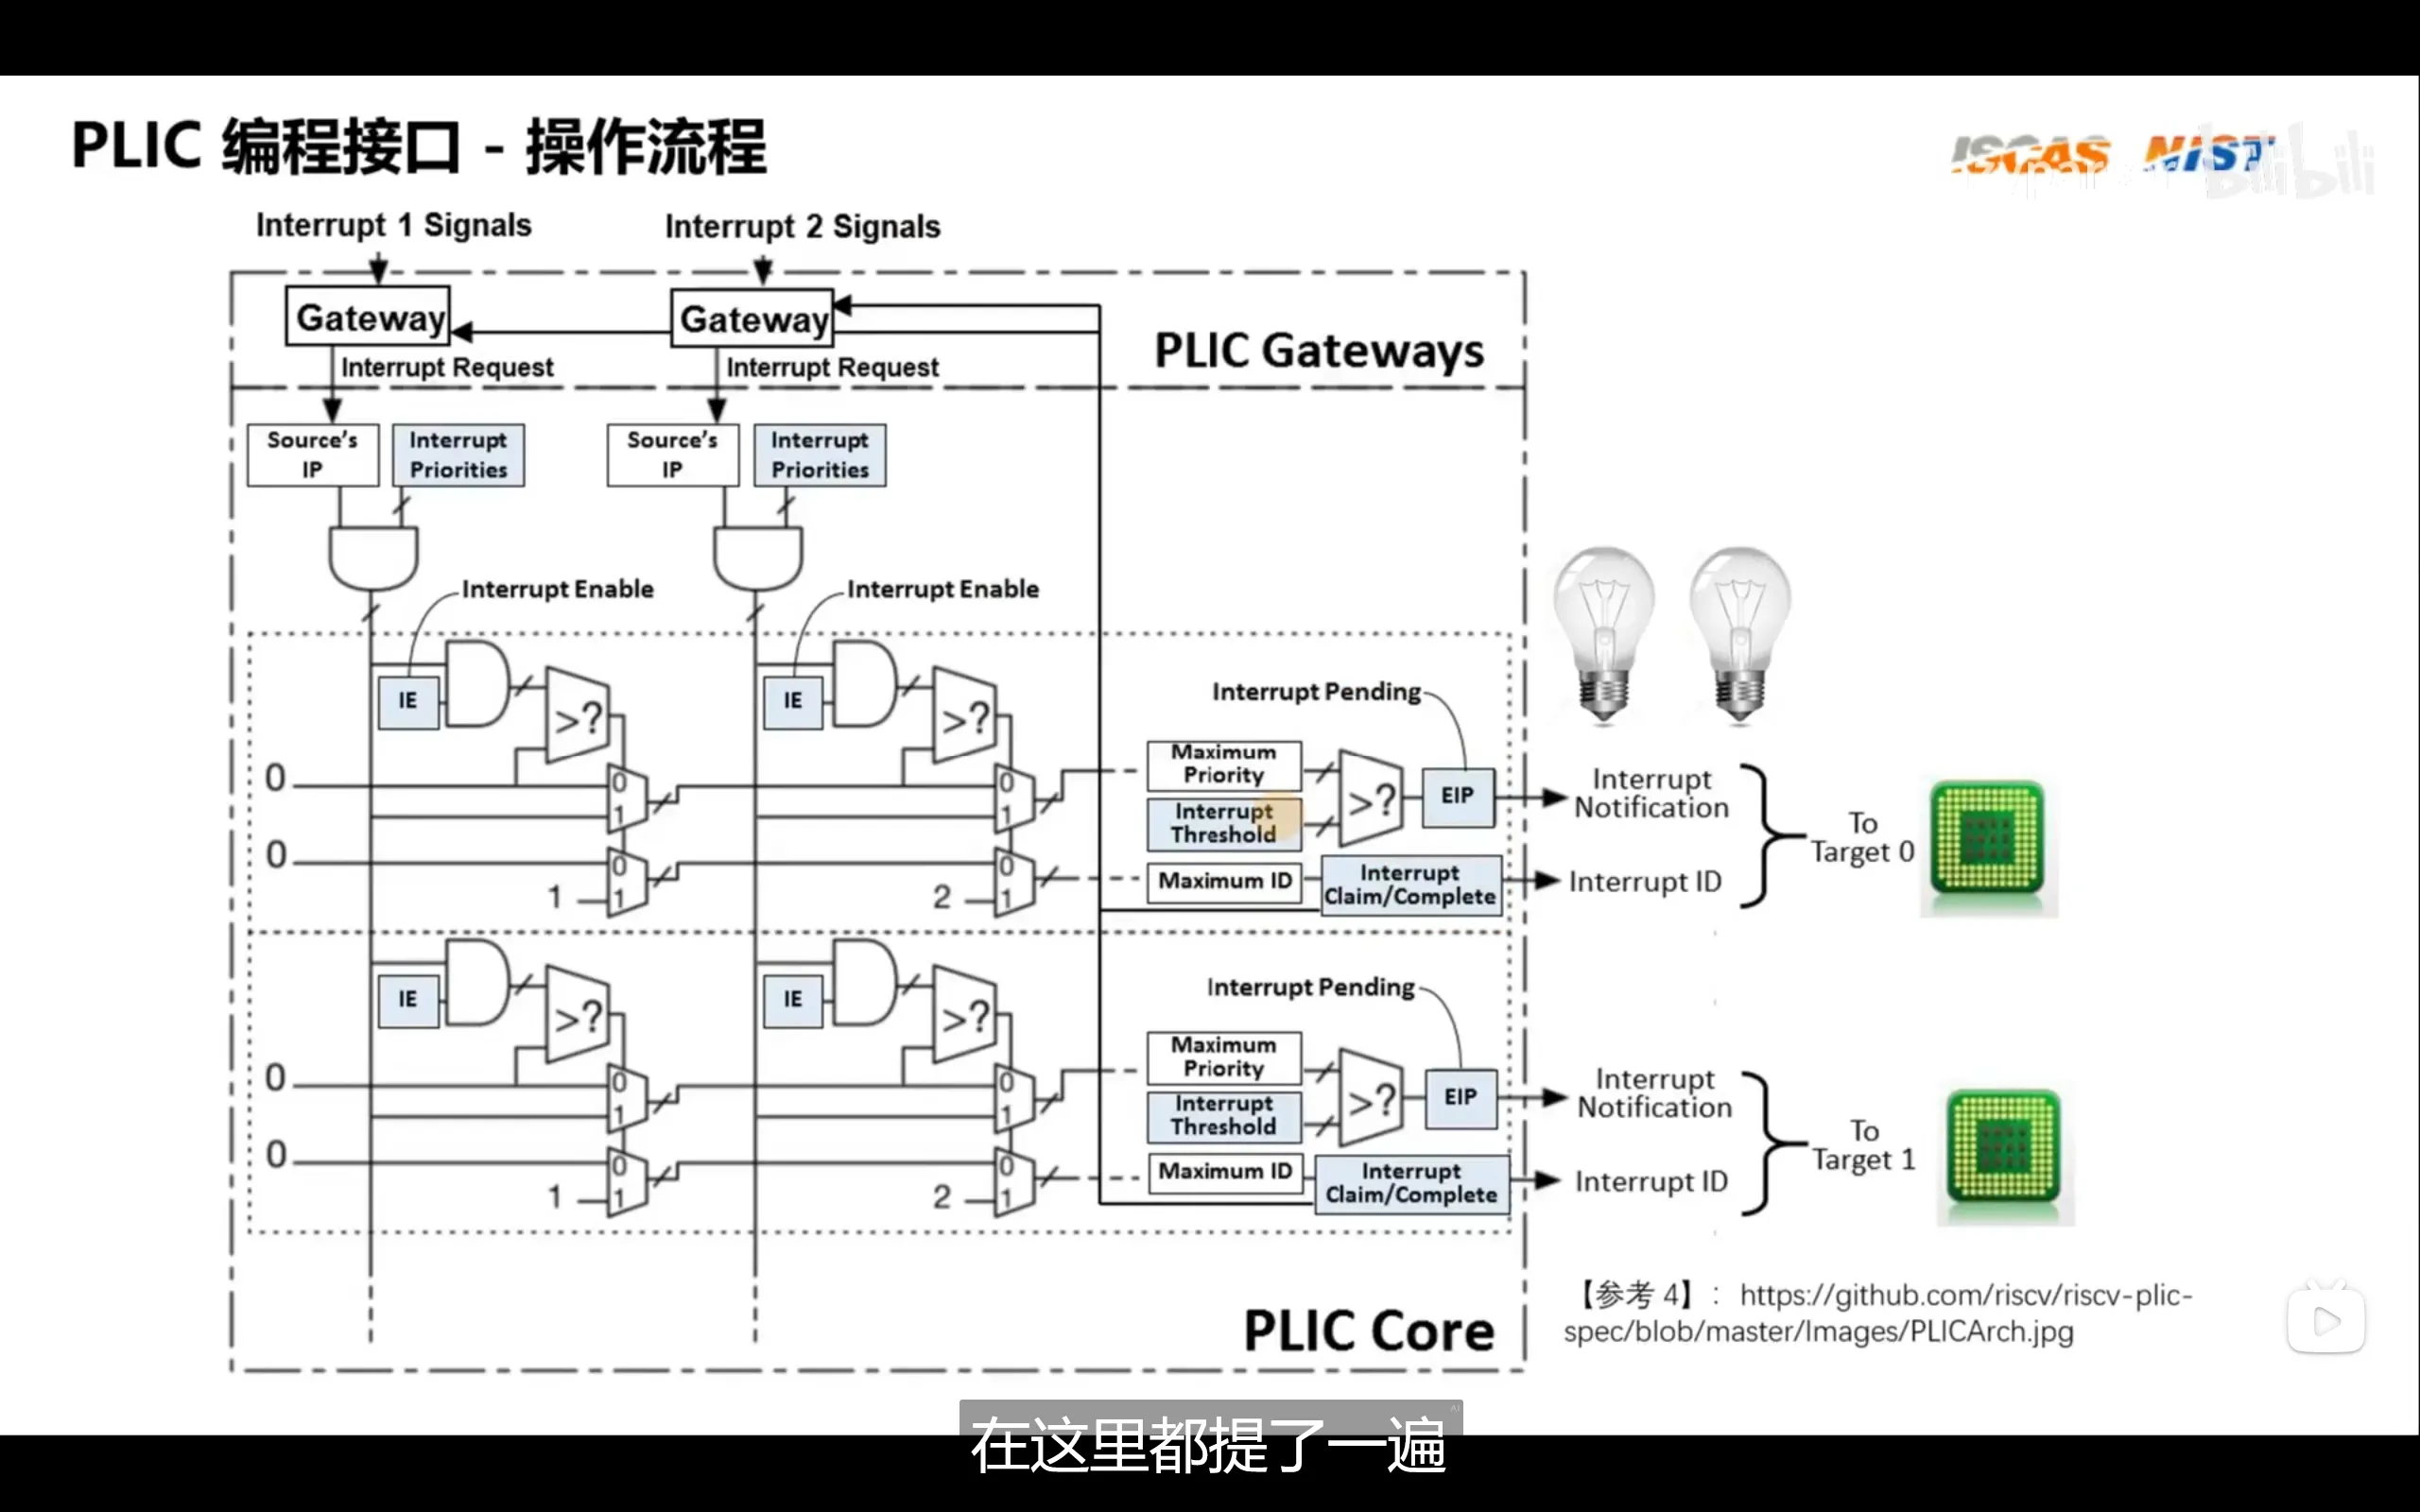 PLIC 编程接口 - 操作流程
ISCAS NIST
bilibili
Interrupt 1 Signals
Interrupt 2 Signals
Gateway
Gateway
PLIC Gateways
Interrupt Request
Interrupt Request
Source's
IP
Interrupt
Priorities
Source's
IP
Interrupt
Priorities
Interrupt Enable
Interrupt Enable
IE
>?
IE
>?
Interrupt Pending
0
0
1
0
1
Maximum
Priority
Interrupt
Threshold
>?
EIP
Interrupt
Notification
0
0
1
1
0
1
2
Maximum ID
Interrupt
Claim/Complete
Interrupt ID
To
Target 0
IE
>?
IE
>?
Interrupt Pending
0
0
1
0
1
Maximum
Priority
Interrupt
Threshold
>?
EIP
Interrupt
Notification
0
0
1
1
0
1
2
Maximum ID
Interrupt
Claim/Complete
Interrupt ID
To
Target 1
PLIC Core
【参考 4】： https://github.com/riscv/riscv-plic-
spec/blob/master/Images/PLICArch.jpg
在这里都提了一遍
AI